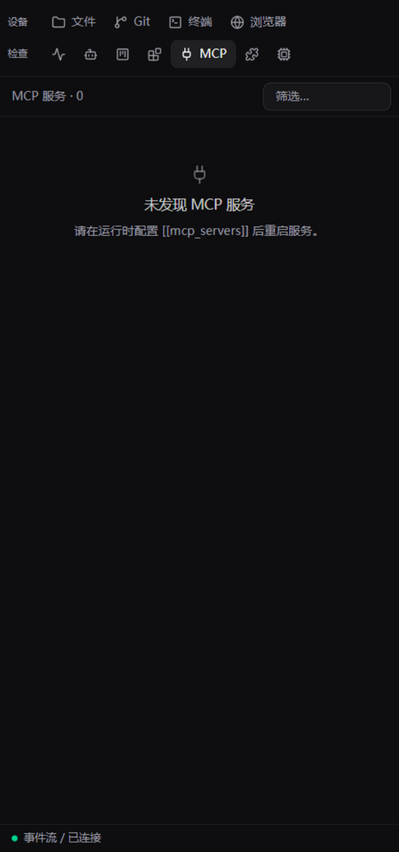 设备 文件 Git 终端 浏览器
检查 MCP
MCP 服务 · 0 筛选...
未发现 MCP 服务
请在运行时配置 [[mcp_servers]] 后重启服务。
事件流 / 已连接